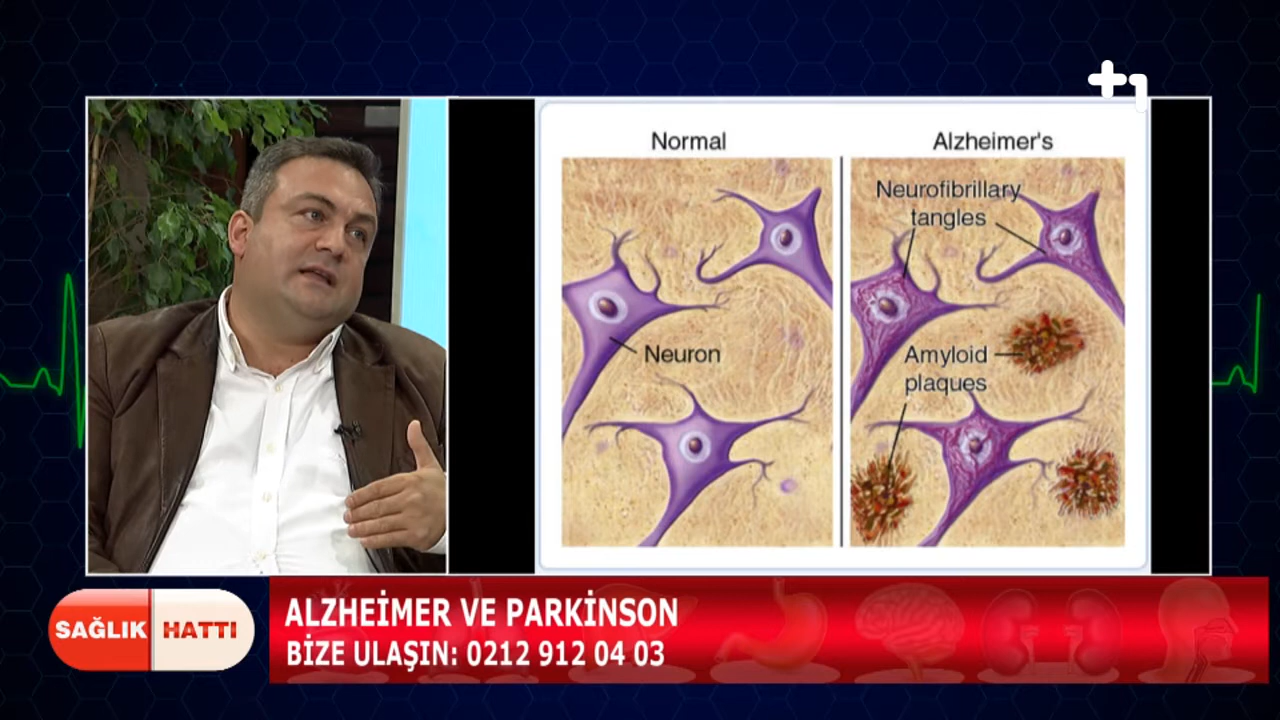 +1
Normal
Alzheimer's
Neurofibrillary
tangles
Neuron
Amyloid
plaques
SAĞLIK HATTI
ALZHEİMER VE PARKİNSON
BİZE ULAŞIN: 0212 912 04 03